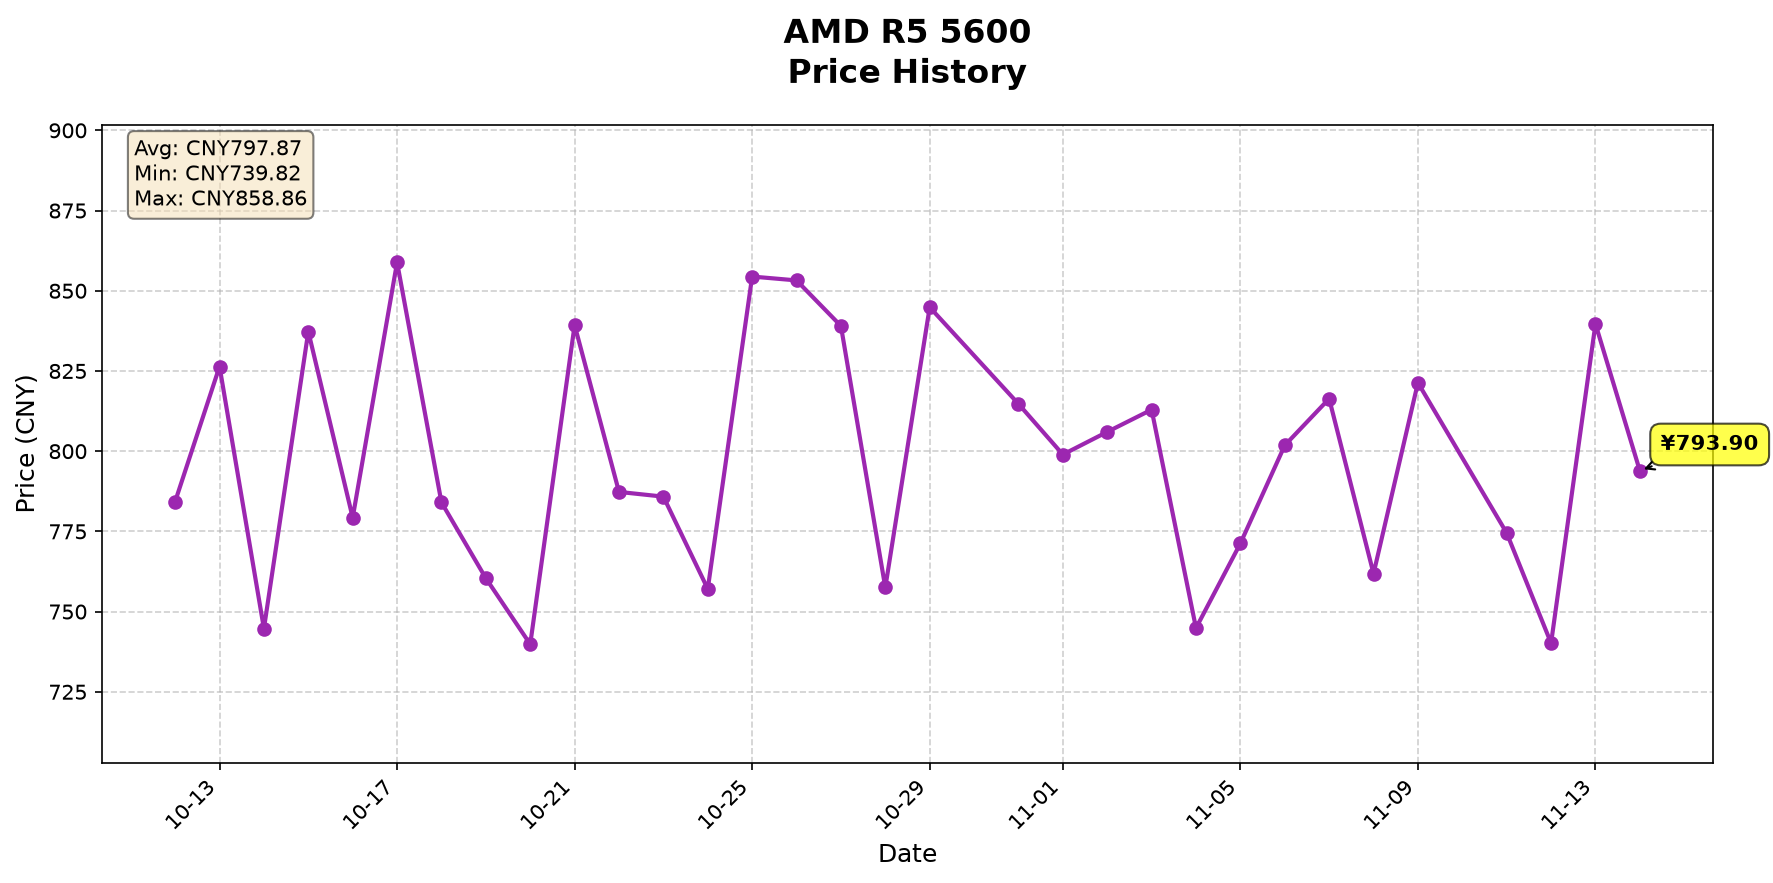 AMD R5 5600
Price History
Avg: CNY797.87
Min: CNY739.82
Max: CNY858.86
900
875
850
825
800
775
750
725
Price (CNY)
¥793.90
10-13
10-17
10-21
10-25
10-29
11-01
11-05
11-09
11-13
Date